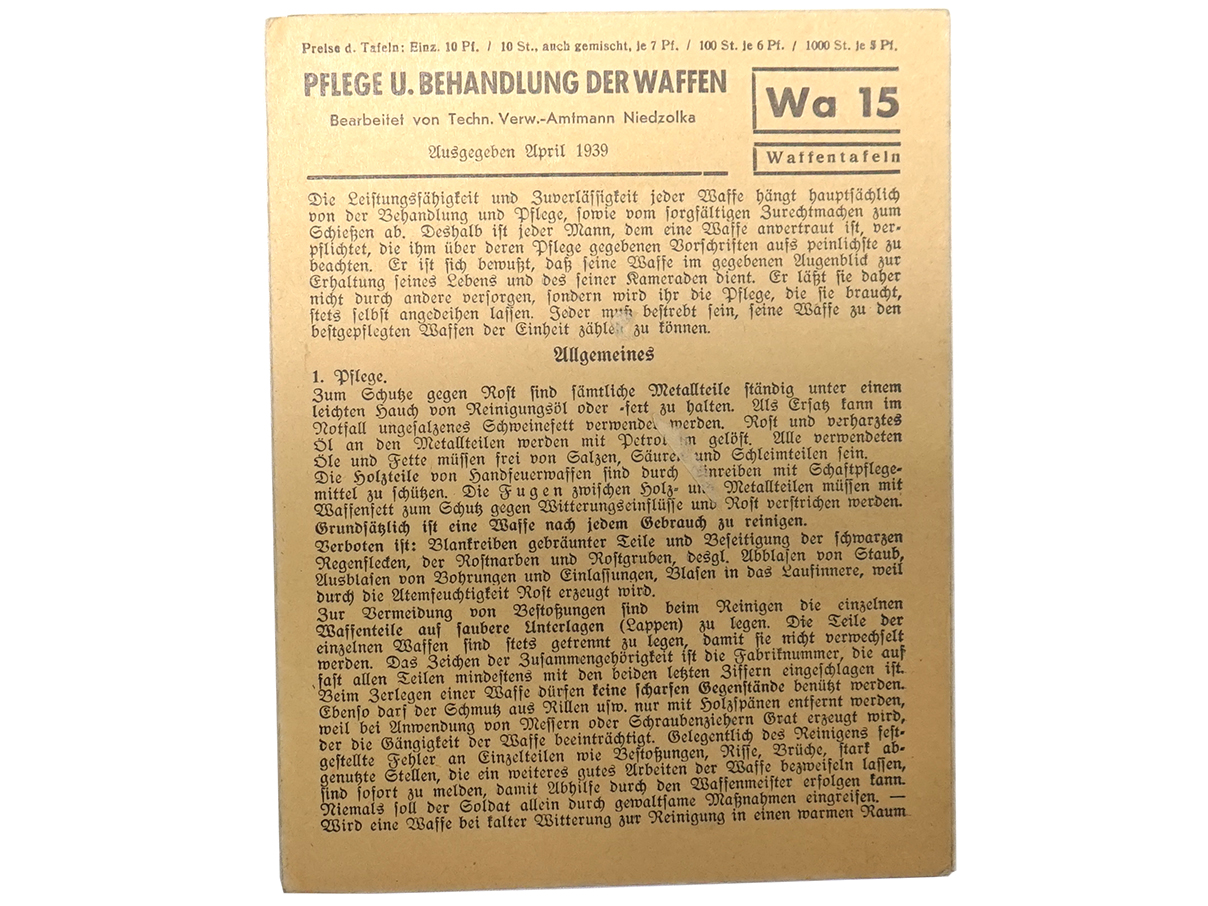 Preise d. Tafeln: Einz. 10 Pf. / 10 St., auch gemischt, je 7 Pf. / 100 St. je 6 Pf. / 1000 St. je 5 Pf.
PFLEGE U. BEHANDLUNG DER WAFFEN
Bearbeitet von Techn. Verw.-Amtmann Niedzolka
Ausgegeben April 1939
Wa 15
Waffentafeln
Die Leistungsfähigkeit und Zuverlässigkeit jeder Waffe hängt hauptsächlich
von der Behandlung und Pflege, sowie vom sorgfältigen Zurechtmachen zum
Schießen ab. Deshalb ist jeder Mann, dem eine Waffe anvertraut ist, ver-
pflichtet, die ihm über deren Pflege gegebenen Vorschriften aufs peinlichste zu
beachten. Er ist sich bewußt, daß seine Waffe im gegebenen Augenblick zur
Erhaltung seines Lebens und des seiner Kameraden dient. Er läßt sie daher
nicht durch andere versorgen, sondern wird ihr die Pflege, die sie braucht,
stets selbst angedeihen lassen. Jeder muß bestrebt sein, seine Waffe zu den
bestgepflegten Waffen der Einheit zählen zu können.
Allgemeines
1. Pflege.
Zum Schutze gegen Rost sind sämtliche Metallteile ständig unter einem
leichten Hauch von Reinigungsöl oder -fett zu halten. Als Ersatz kann im
Notfall ungesalzenes Schweinefett verwendet werden. Rost und verharztes
Öl an den Metallteilen werden mit Petroleum gelöst. Alle verwendeten
Öle und Fette müssen frei von Salzen, Säuren und Schleimteilen sein.
Die Holzteile von Handfeuerwaffen sind durch Einreiben mit Schaftpflege-
mittel zu schützen. Die Fugen zwischen Holz- und Metallteilen müssen mit
Waffenfett zum Schutz gegen Witterungseinflüsse und Rost verstrichen werden.
Grundsätzlich ist eine Waffe nach jedem Gebrauch zu reinigen.
Verboten ist: Blankreiben gebräunter Teile und Beseitigung der schwarzen
Regenflecken, der Rostnarben und Rostgruben, desgl. Abblasen von Staub,
Ausblasen von Bohrungen und Einlassungen, Blasen in das Laufinnere, weil
durch die Atemfeuchtigkeit Rost erzeugt wird.
Zur Vermeidung von Bestoßungen sind beim Reinigen die einzelnen
Waffenteile auf saubere Unterlagen (Lappen) zu legen. Die Teile der
einzelnen Waffen sind stets getrennt zu legen, damit sie nicht verwechselt
werden. Das Zeichen der Zusammengehörigkeit ist die Fabriknummer, die auf
fast allen Teilen mindestens mit den beiden letzten Ziffern eingeschlagen ist.
Beim Zerlegen einer Waffe dürfen keine scharfen Gegenstände benützt werden.
Ebenso darf der Schmutz aus Rillen usw. nur mit Holzspänen entfernt werden,
weil bei Anwendung von Messern oder Schraubenziehern Grat erzeugt wird,
der die Gängigkeit der Waffe beeinträchtigt. Gelegentlich des Reinigens fest-
gestellte Fehler an Einzelteilen wie Bestoßungen, Risse, Brüche, stark ab-
genutzte Stellen, die ein weiteres gutes Arbeiten der Waffe bezweifeln lassen,
sind sofort zu melden, damit Abhilfe durch den Waffenmeister erfolgen kann.
Niemals soll der Soldat allein durch gewaltsame Maßnahmen eingreifen. —
Wird eine Waffe bei kalter Witterung zur Reinigung in einen warmen Raum